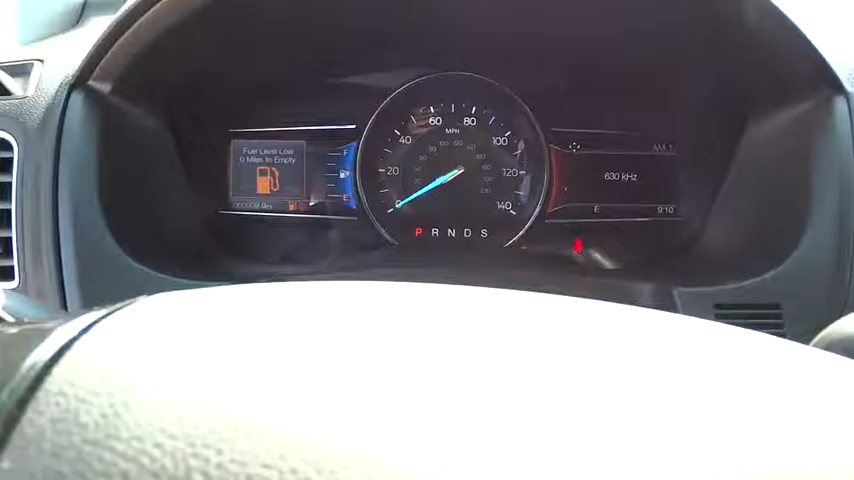 Fuel Level Low
0 Miles to Empty
F
E
20
40
60
80
100
120
140
MPH
P R N D S
AM 1
630 kHz
E
9:10